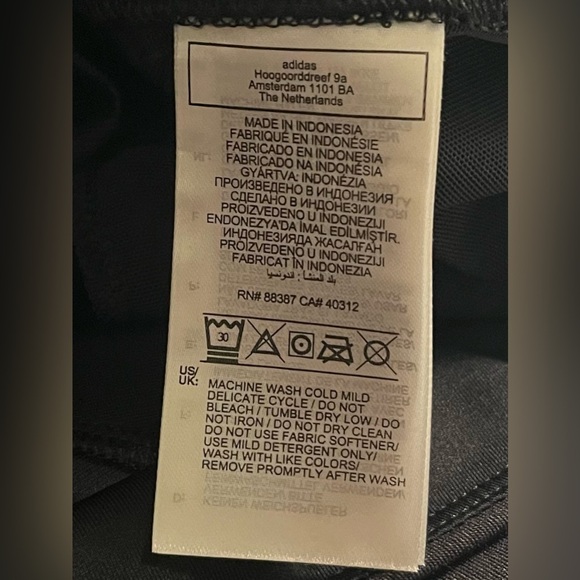 adidas
Hoogoorddreef 9a
Amsterdam 1101 BA
The Netherlands
MADE IN INDONESIA
FABRIQUÉ EN INDONÉSIE
FABRICADO EN INDONESIA
FABRICADO NA INDONÉSIA
GYÁRTVA: INDONÉZIA
ПРОИЗВЕДЕНО В ИНДОНЕЗИЯ
СДЕЛАНО В ИНДОНЕЗИИ
PROIZVEDENO U INDONEZIJI
ENDONEZYA'DA İMAL EDİLMİŞTİR.
ИНДОНЕЗИЯДА ЖАСАЛҒАН
PROIZVEDENO U INDONEZIJI
FABRICAT ÎN INDONEZIA
بلد المنشأ : اندونسيا
RN# 88387 CA# 40312
30
US/
UK:
MACHINE WASH COLD MILD
DELICATE CYCLE / DO NOT
BLEACH / TUMBLE DRY LOW / DO
NOT IRON / DO NOT DRY CLEAN
DO NOT USE FABRIC SOFTENER/
USE MILD DETERGENT ONLY/
WASH WITH LIKE COLORS/
REMOVE PROMPTLY AFTER WASH